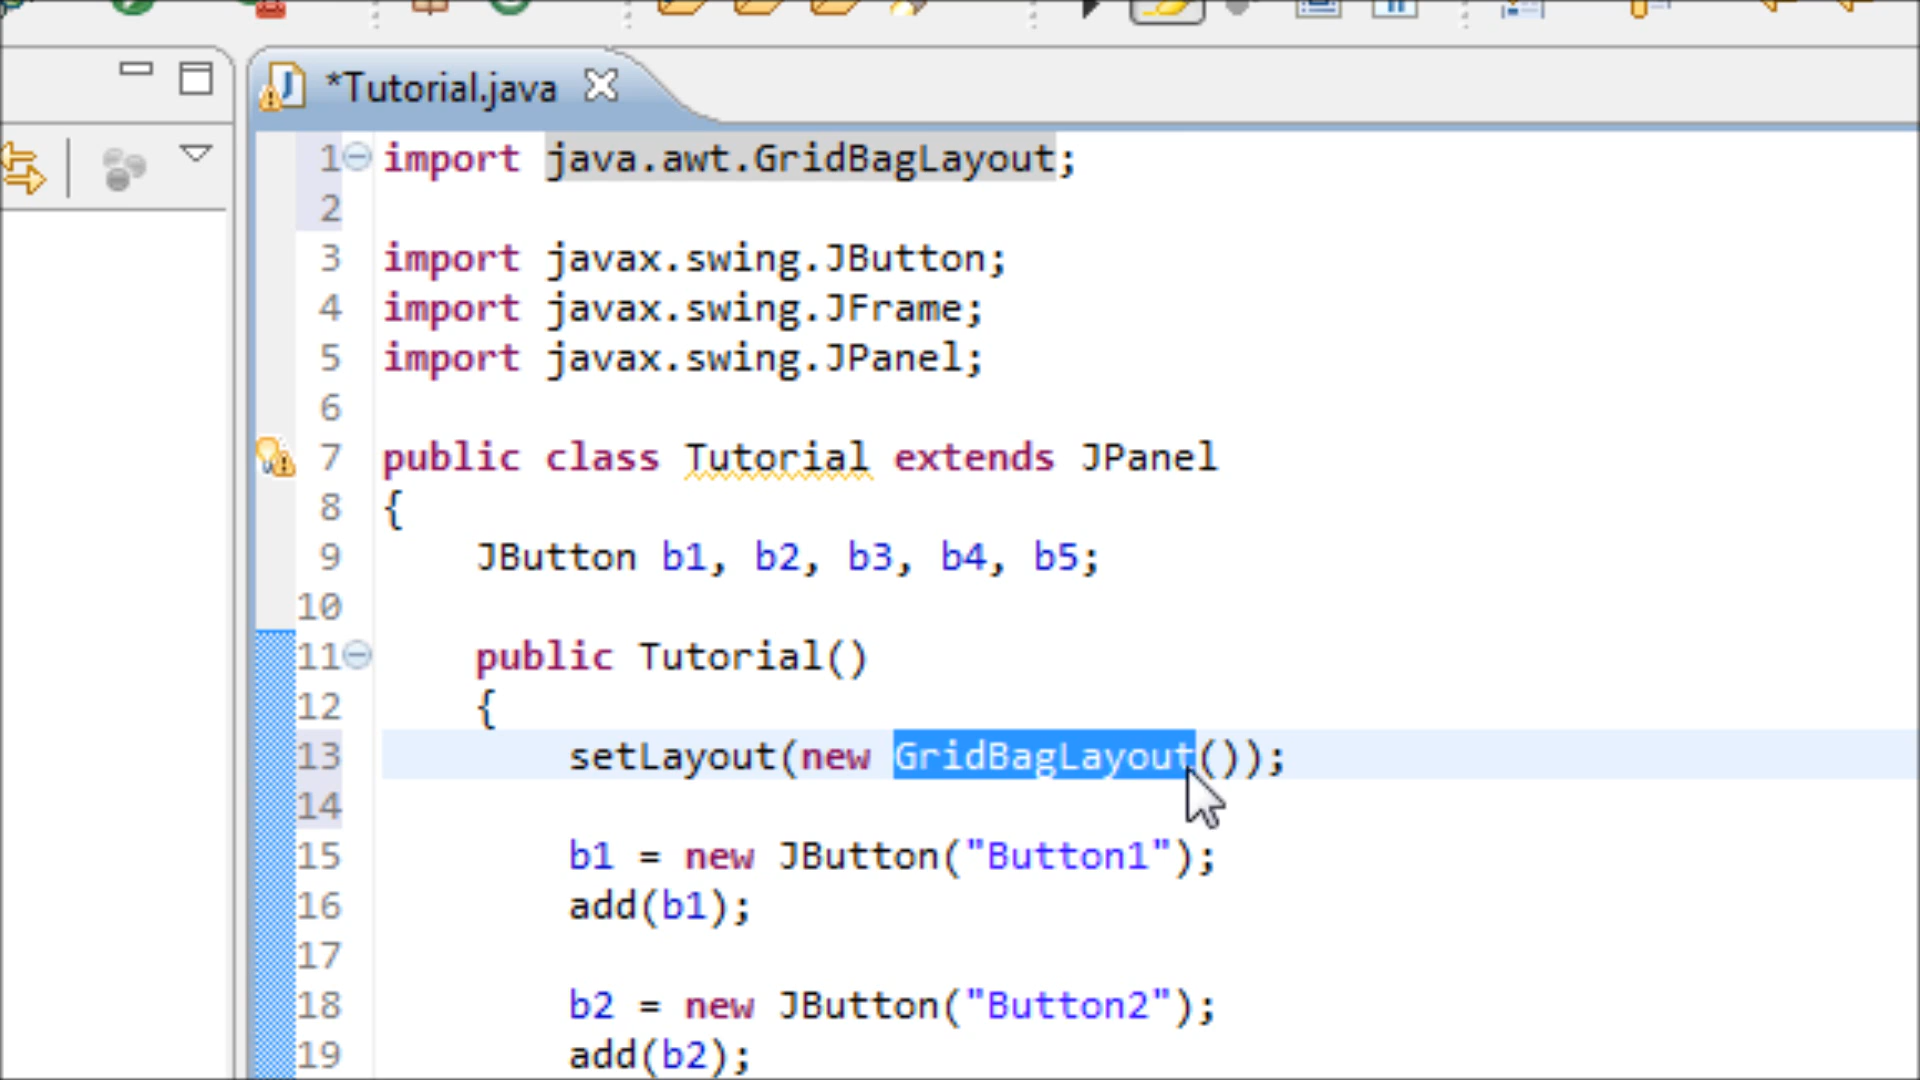 *Tutorial.java
1 import java.awt.GridBagLayout;
2
3 import javax.swing.JButton;
4 import javax.swing.JFrame;
5 import javax.swing.JPanel;
6
7 public class Tutorial extends JPanel
8 {
9 JButton b1, b2, b3, b4, b5;
10
11 public Tutorial()
12 {
13 setLayout(new GridBagLayout());
14
15 b1 = new JButton("Button1");
16 add(b1);
17
18 b2 = new JButton("Button2");
19 add(b2);